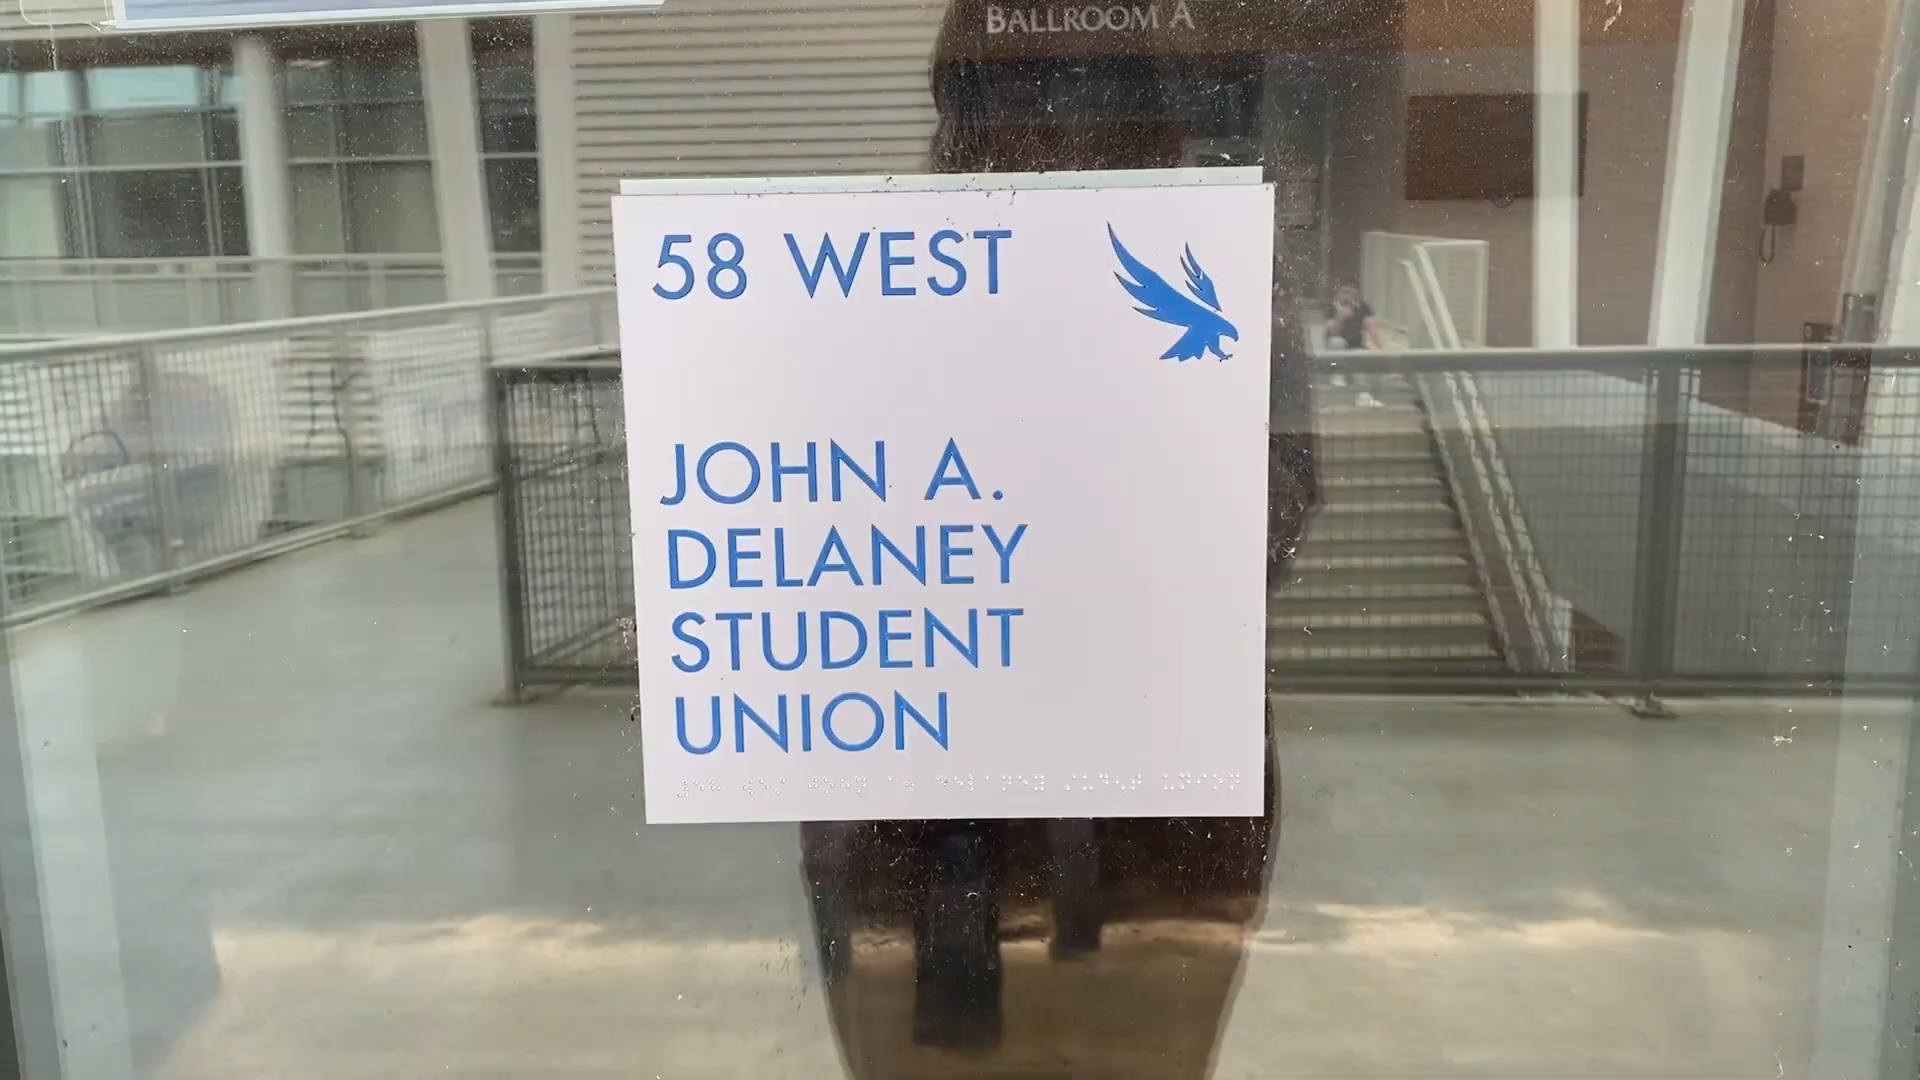 BALLROOM A
58 WEST
JOHN A.
DELANEY
STUDENT
UNION